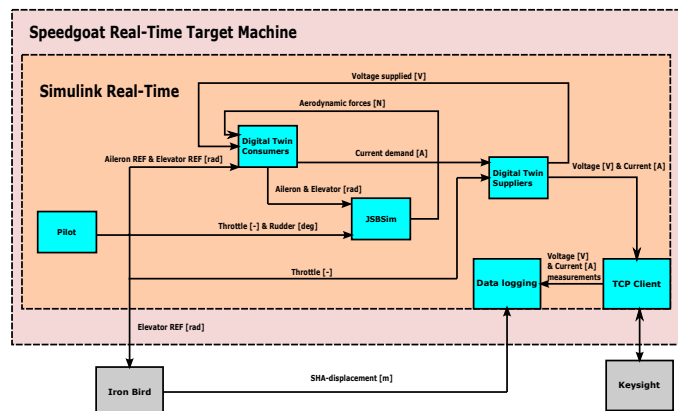 Speedgoat Real-Time Target Machine
Simulink Real-Time
Voltage supplied [V]
Aerodynamic forces [N]
Digital Twin
Consumers
Aileron REF & Elevator REF [rad]
Current demand [A]
Digital Twin
Suppliers
Voltage [V] & Current [A]
Aileron & Elevator [rad]
Pilot
Throttle [-] & Rudder [deg]
JSBSim
Throttle [-]
Voltage [V]
& Current [A]
measurements
Data logging
TCP Client
Elevator REF [rad]
Iron Bird
SHA-displacement [m]
Keysight